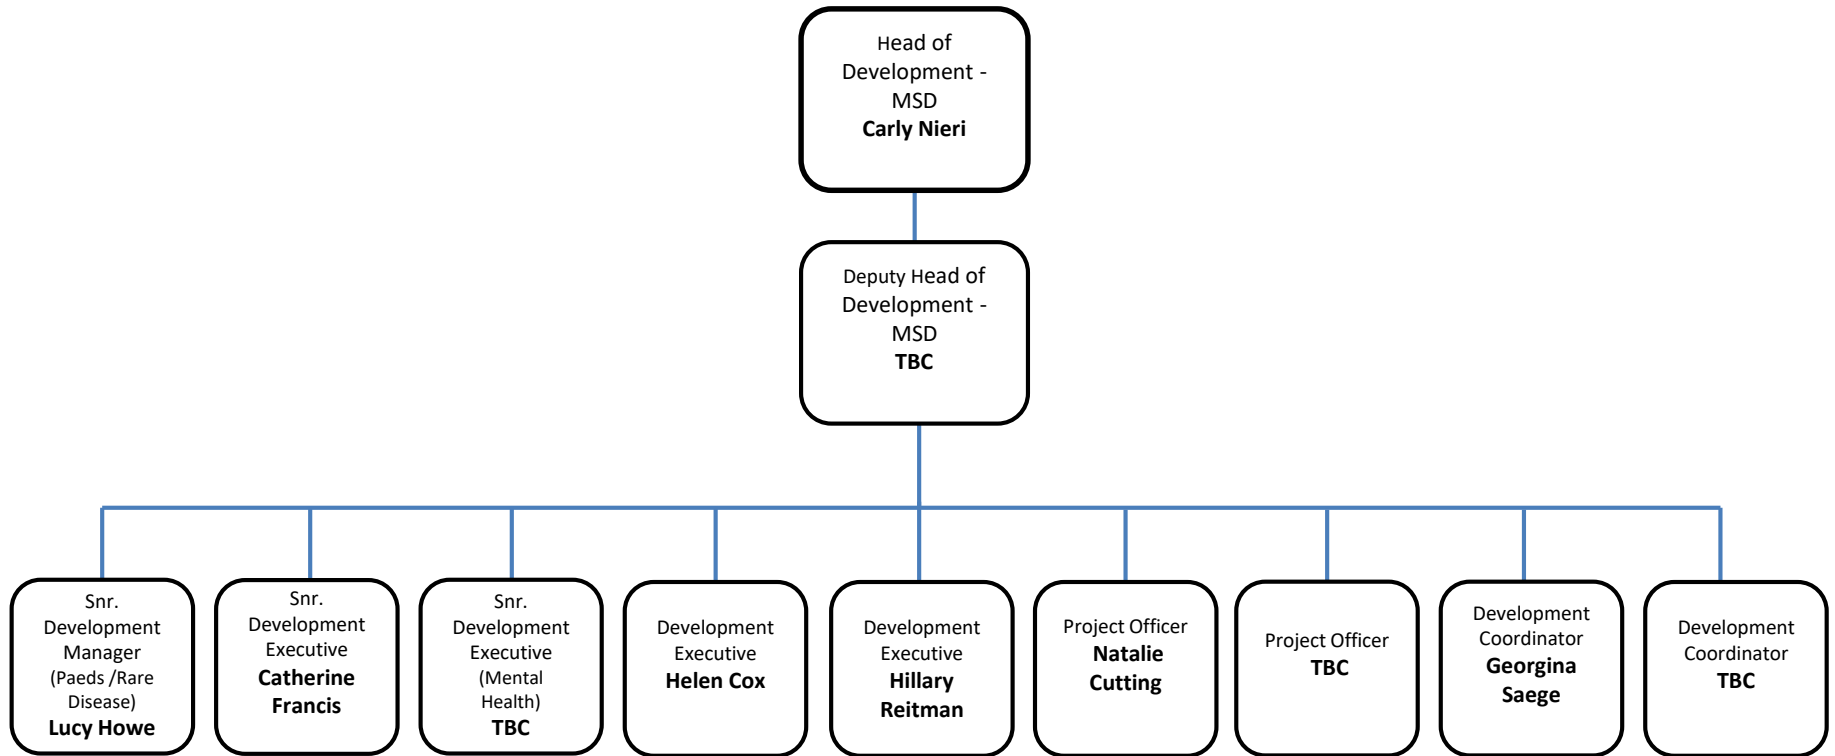 Head of
Development -
MSD
Carly Nieri
Deputy Head of
Development -
MSD
TBC
Snr.
Development
Manager
(Paeds /Rare
Disease)
Lucy Howe
Snr.
Development
Executive
Catherine
Francis
Snr.
Development
Executive
(Mental
Health)
TBC
Development
Executive
Helen Cox
Development
Executive
Hillary
Reitman
Project Officer
Natalie
Cutting
Project Officer
TBC
Development
Coordinator
Georgina
Saege
Development
Coordinator
TBC